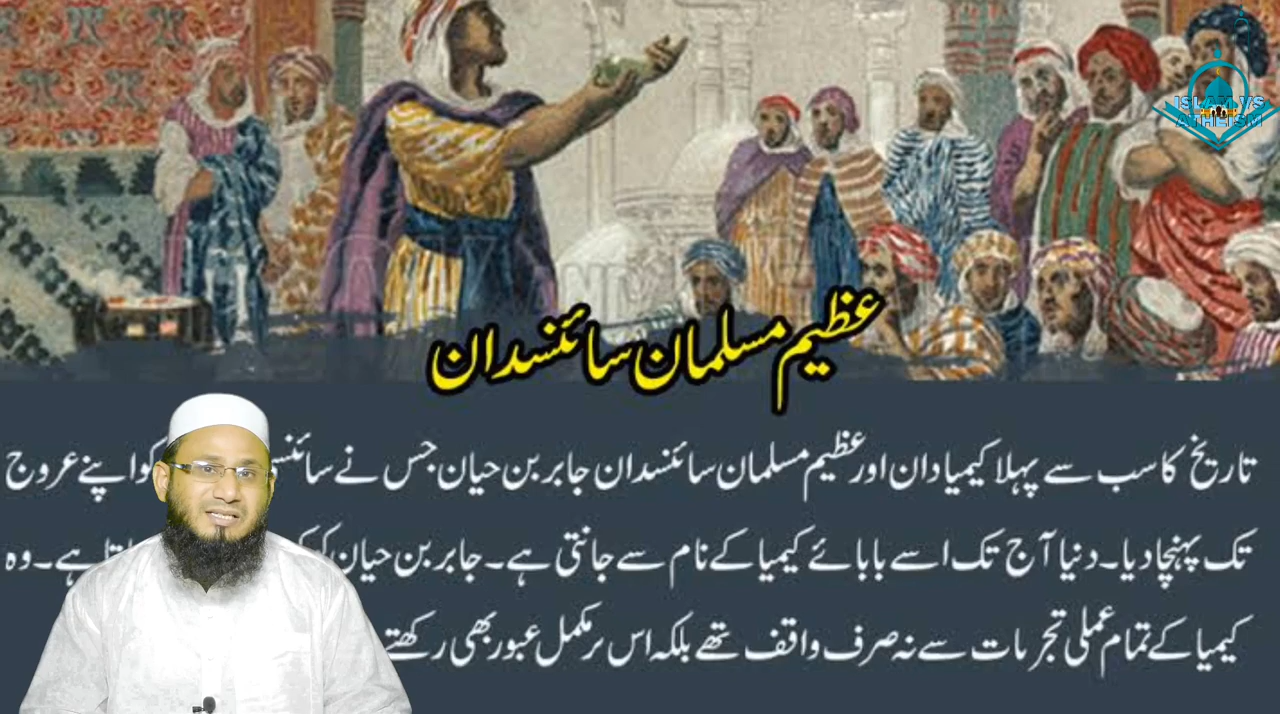 ISLAM VS
ATHEISM
عظیم مسلمان سائنسدان
تاریخ کا سب سے پہلا کیمیا دان اور عظیم مسلمان سائنسدان جابر بن حیان جس نے کو اپنے عروج
تک پہنچا دیا۔ دنیا آج تک اسے بابائے کیمیا کے نام سے جانتی ہے۔ جابر بن حیان ہے۔ وہ
کیمیا کے تمام عملی تجربات سے نہ صرف واقف تھے بلکہ اس پر مکمل عبور بھی رکھتے